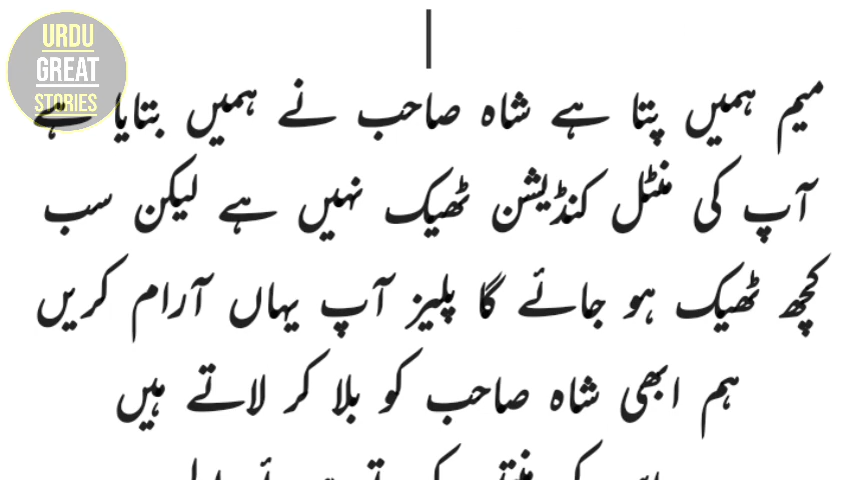 URDU
GREAT
STORIES
میم ہمیں پتا ہے شاہ صاحب نے ہمیں بتایا ہے
آپ کی منٹل کنڈیشن ٹھیک نہیں ہے لیکن سب
کچھ ٹھیک ہو جائے گا پلیز آپ یہاں آرام کریں
ہم ابھی شاہ صاحب کو بلا کر لاتے ہیں